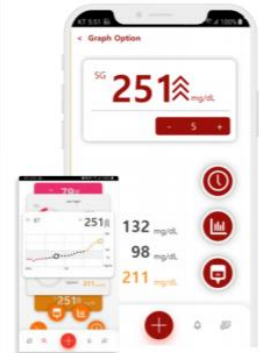 KT 5:51
100%
< Graph Option
SG
251 mg/dL
- 5 +
132 mg/dL
98 mg/dL
211 mg/dL
251
251